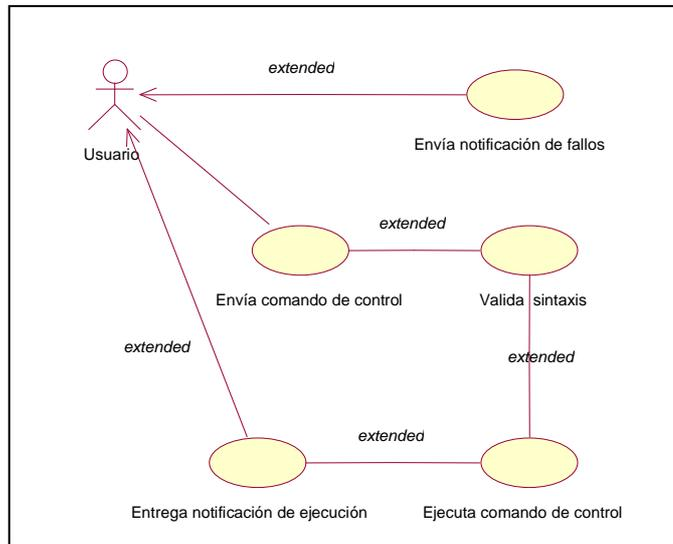 extended
Usuario
Envía notificación de fallos
extended
Envía comando de control
Valida sintaxis
extended
extended
extended
Entrega notificación de ejecución
Ejecuta comando de control